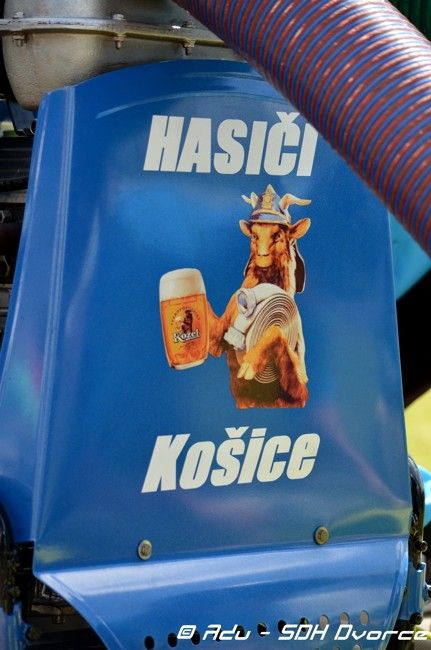 HASIČI
Kozel
Košice
© Adu - SDH Dvorce